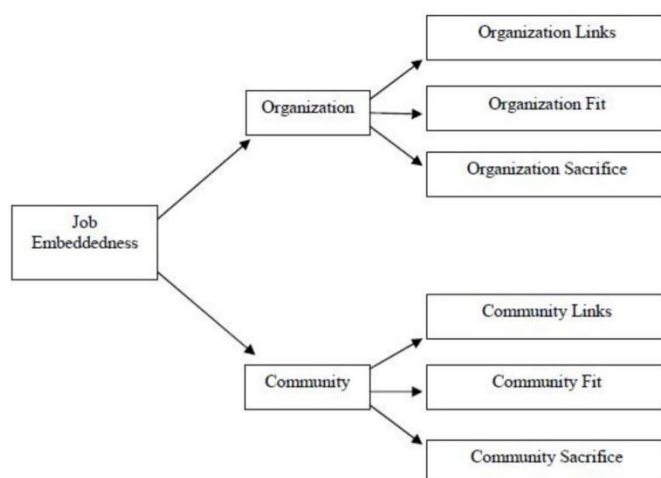 Organization Links
Organization
Organization Fit
Organization Sacrifice
Job
Embeddedness
Community Links
Community
Community Fit
Community Sacrifice